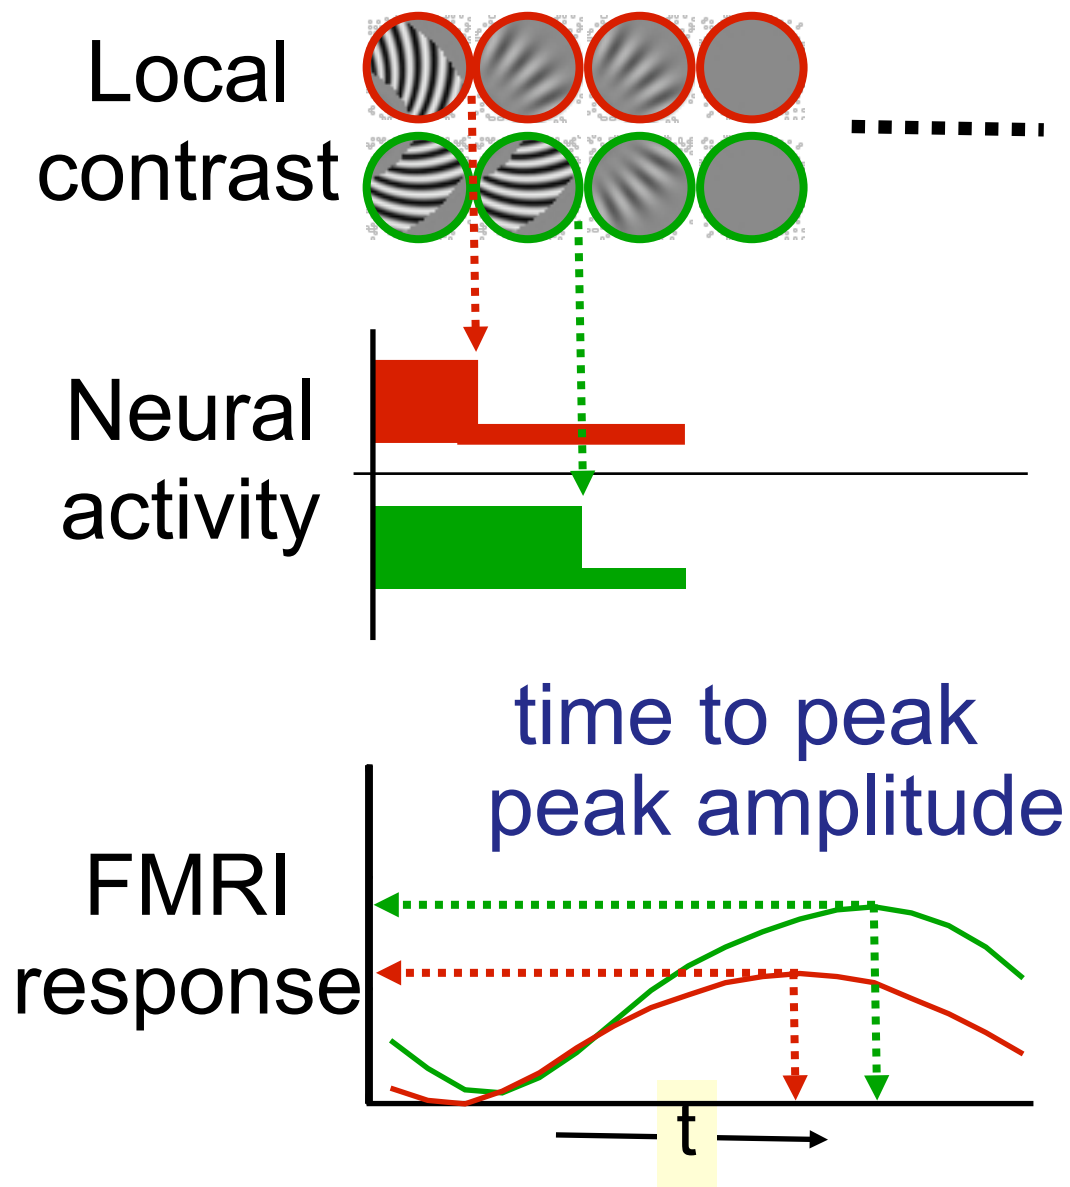 Local
contrast
Neural
activity
time to peak
peak amplitude
FMRI
response
t